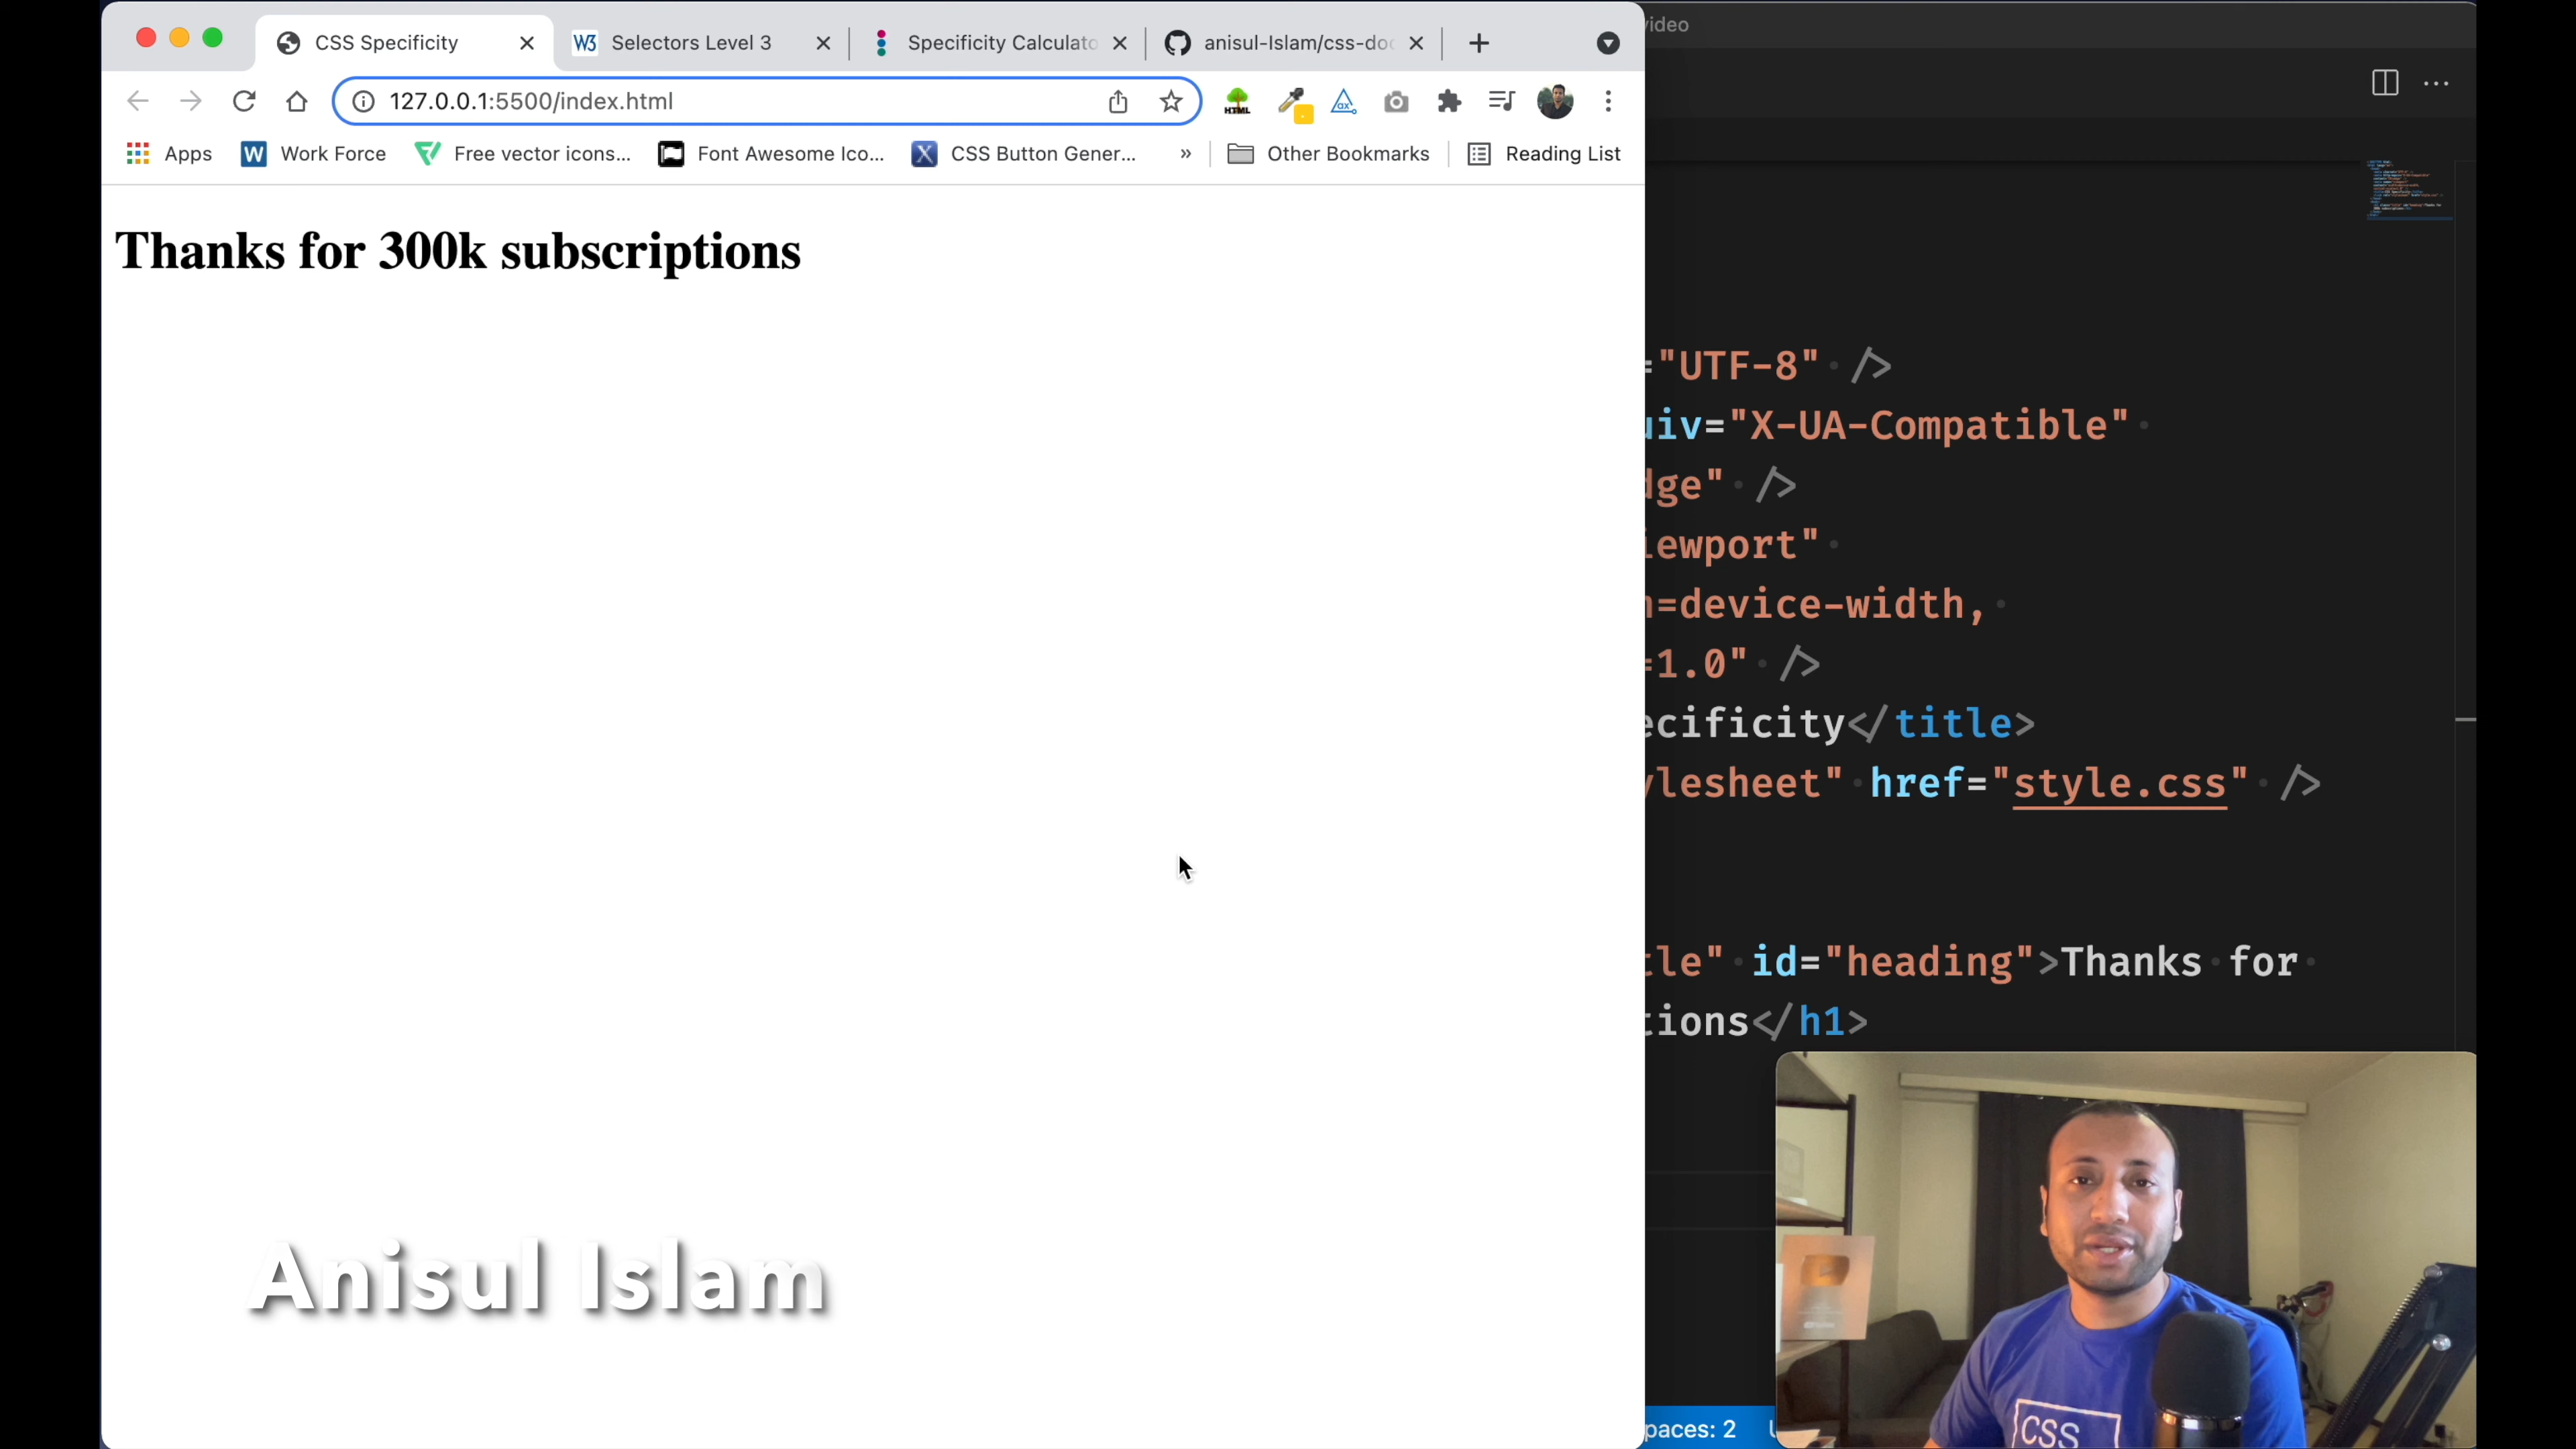 CSS Specificity
Selectors Level 3
Specificity Calculato
anisul-Islam/css-doc
127.0.0.1:5500/index.html
HTML
Apps
Work Force
Free vector icons...
Font Awesome Ico...
CSS Button Gener...
»
Other Bookmarks
Reading List
Thanks for 300k subscriptions
Anisul Islam
video
="UTF-8" />
uiv="X-UA-Compatible"
dge" />
iewport"
h=device-width,
=1.0" />
ecificity</title>
ylesheet" href="style.css" />
tle" id="heading">Thanks for
tions</h1>
paces: 2
CSS